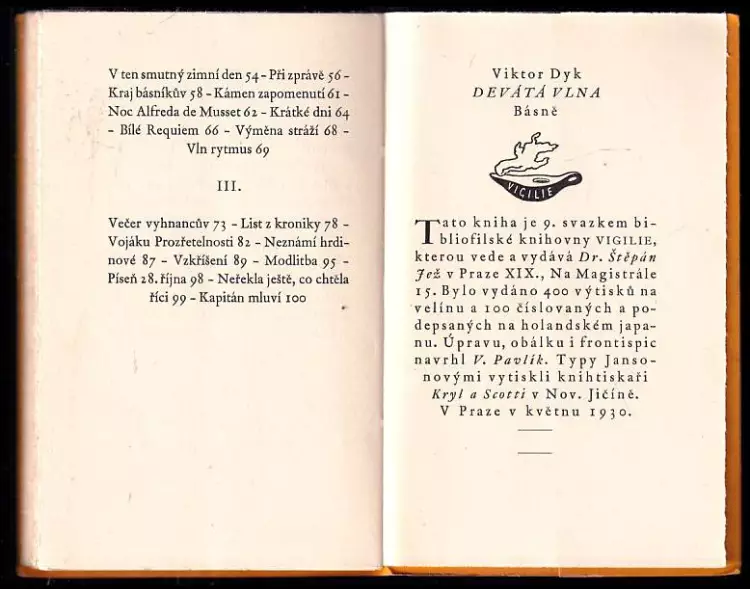 V ten smutný zimní den 54 – Při zprávě 56 –
Kraj básníkův 58 – Kámen zapomenutí 61 –
Noc Alfreda de Musset 62 – Krátké dni 64
– Bílé Requiem 66 – Výměna stráží 68 –
Vln rytmus 69
III.
Večer vyhnancův 73 – List z kroniky 78 –
Vojáku Prozřetelnosti 82 – Neznámí hrdi-
nové 87 – Vzkříšení 89 – Modlitba 95 –
Píseň 28. října 98 – Neřekla ještě, co chtěla
říci 99 – Kapitán mluví 100
Viktor Dyk
DEVÁTÁ VLNA
Básně
VIGILIE
Tato kniha je 9. svazkem bi-
bliofilské knihovny VIGILIE,
kterou vede a vydává Dr. Štěpán
Jež v Praze XIX., Na Magistrále
15. Bylo vydáno 400 výtisků na
velínu a 100 číslovaných a po-
depsaných na holandském japa-
nu. Úpravu, obálku i frontispic
navrhl V. Pavlík. Typy Janso-
novými vytiskli knihtiskaři
Kryl a Scotti v Nov. Jičíně.
V Praze v květnu 1930.